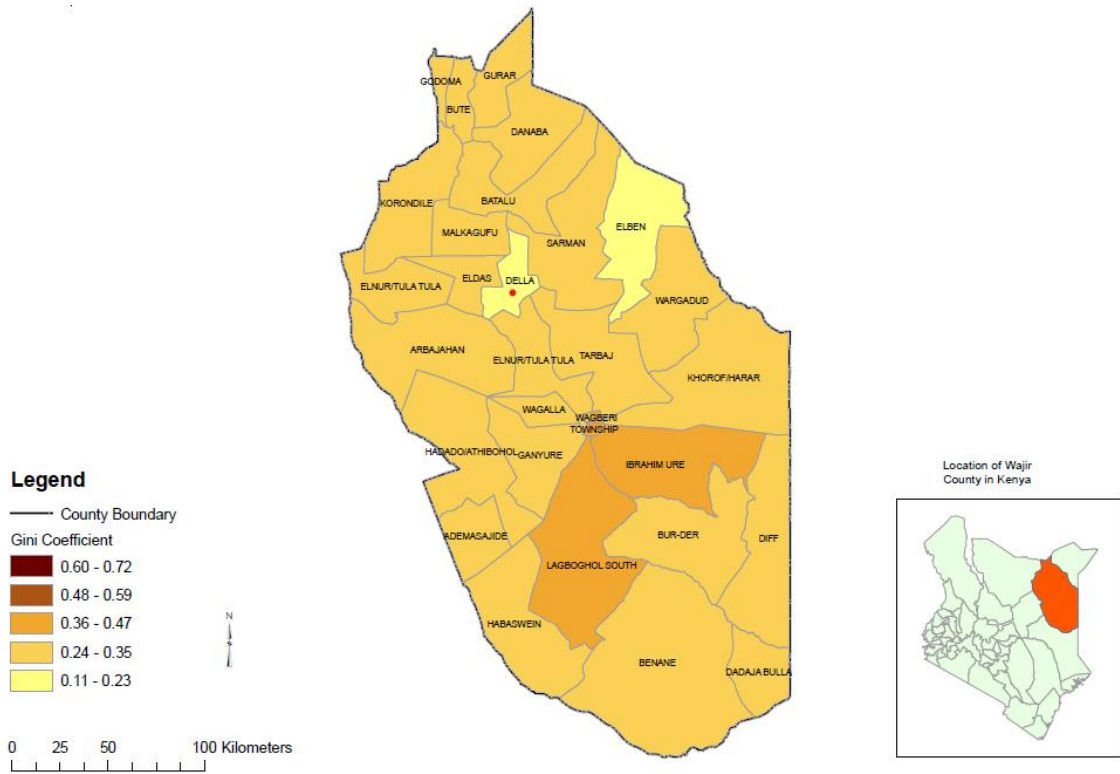 GODOMA
GURAR
BUTE
DANABA
KORONDILE
BATALU
MALKAGUFU
SARMAN
ELBEN
ELNUR/TULA TULA
ELDAS
DELLA
WARGADUD
ARBAJAHAN
ELNUR/TULA TULA
TARBAJ
KHOROF/HARAR
WAGALLA
WAGBERI
TOWNSHIP
HADADO/ATHIBOHOL
GANYURE
IBRAHIM URE
ADEMASAJIDE
BUR-DER
DIFF
LAGBOGHOL SOUTH
HABASWEIN
BENANE
DADAJA BULLA
Legend
County Boundary
Gini Coefficient
0.60 - 0.72
0.48 - 0.59
0.36 - 0.47
0.24 - 0.35
0.11 - 0.23
N
0 25 50 100 Kilometers
Location of Wajir
County in Kenya